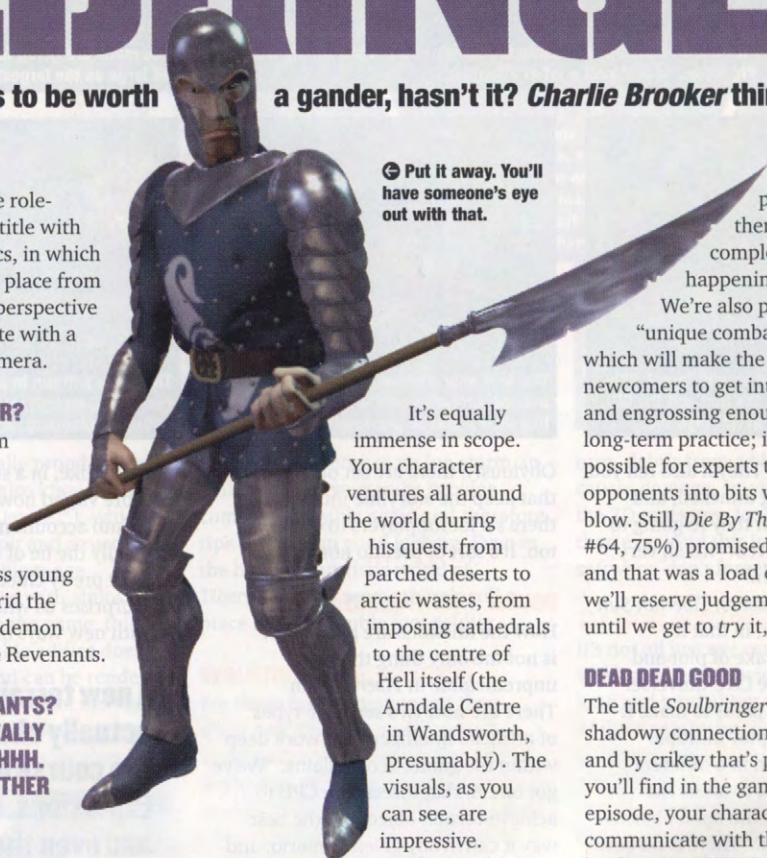 s to be worth a gander, hasn't it? Charlie Brooker thin
Put it away. You'll
have someone's eye
out with that.
e role-
title with
cs, in which
place from
perspective
te with a
mera.
R?
n
ss young
rid the
den
e Revenants.
ANTS?
TALLY
HHH.
THER
It's equally
immense in scope.
Your character
ventures all around
the world during
his quest, from
parched deserts to
arctic wastes, from
imposing cathedrals
to the centre of
Hell itself (the
Arndale Centre
in Wandsworth,
presumably). The
visuals, as you
can see, are
impressive.
p
ther
comple
happenin
We're also p
"unique comba
which will make the
newcomers to get int
and engrossing enou
long-term practice; i
possible for experts t
opponents into bits w
blow. Still Die By Th
#64, 75%) promised
and that was a load o
we'll reserve judgem
until we get to try it,
DEAD DEAD GOOD
The title Soulbringer
shadowy connection
and by crikey that's p
you'll find in the gam
episode, your charac
communicate with th